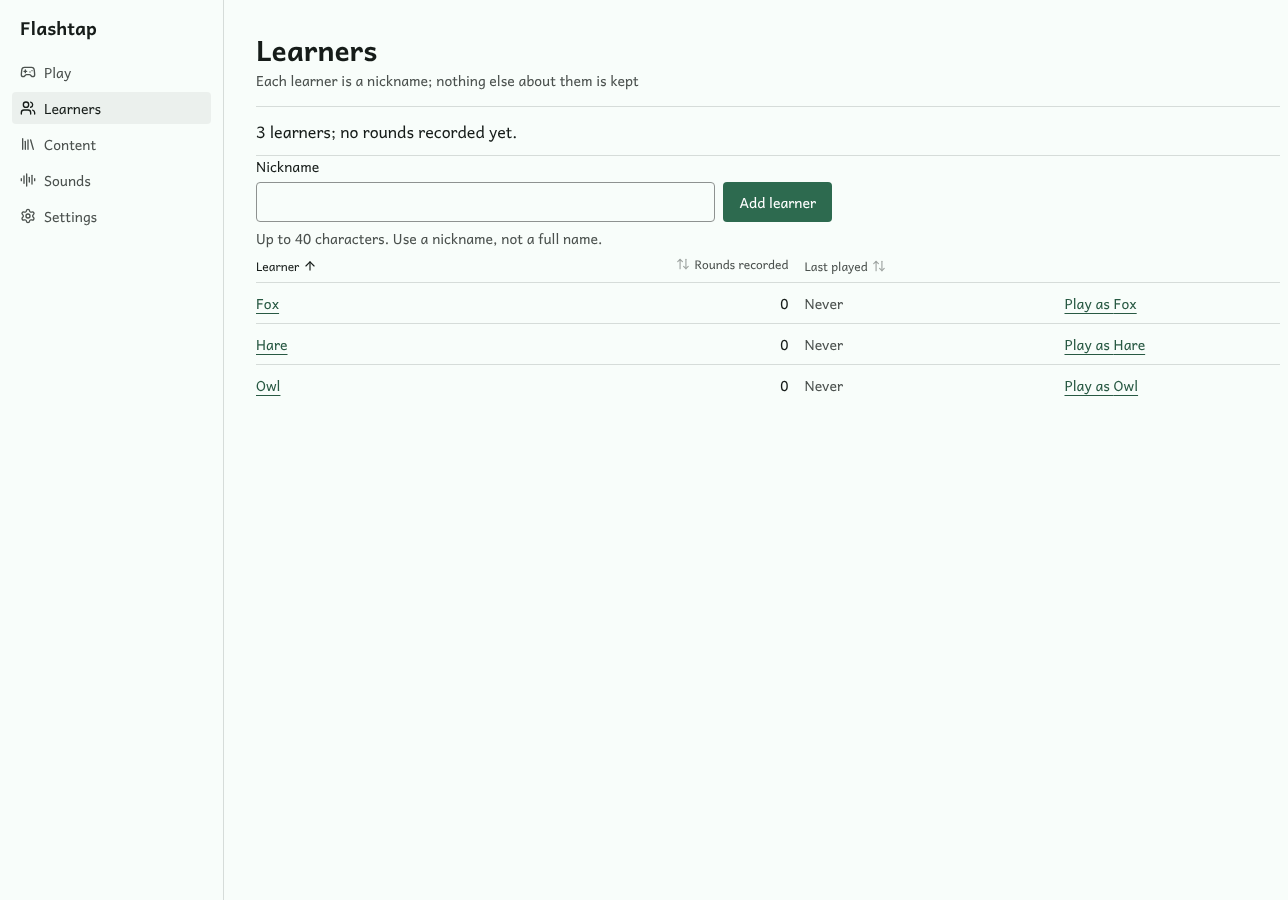 Flashtap
Play
Learners
Content
Sounds
Settings
Learners
Each learner is a nickname; nothing else about them is kept
3 learners; no rounds recorded yet.
Nickname
Add learner
Up to 40 characters. Use a nickname, not a full name.
Learner Rounds recorded Last played
Fox 0 Never Play as Fox
Hare 0 Never Play as Hare
Owl 0 Never Play as Owl